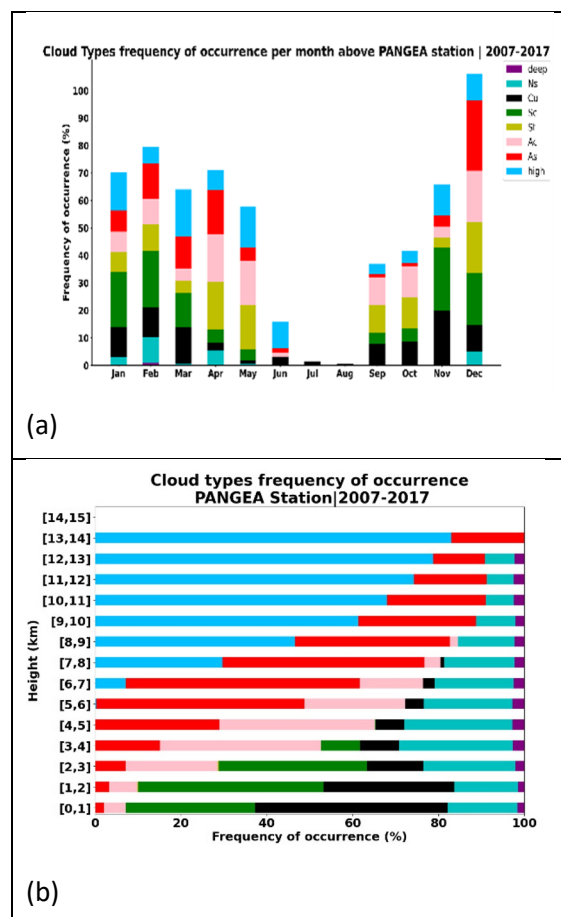 Cloud Types frequency of occurrence per month above PANGEA station | 2007-2017
Frequency of occurrence (%)
100
90
80
70
60
50
40
30
20
10
0
Jan Feb Mar Apr May Jun Jul Aug Sep Oct Nov Dec
deep
Ns
Cu
Sc
St
Ac
As
high
(a)
Cloud types frequency of occurrence
PANGEA Station|2007-2017
Height (km)
[14,15]
[13,14]
[12,13]
[11,12]
[10,11]
[9,10]
[8,9]
[7,8]
[6,7]
[5,6]
[4,5]
[3,4]
[2,3]
[1,2]
[0,1]
0 20 40 60 80 100
Frequency of occurrence (%)
(b)